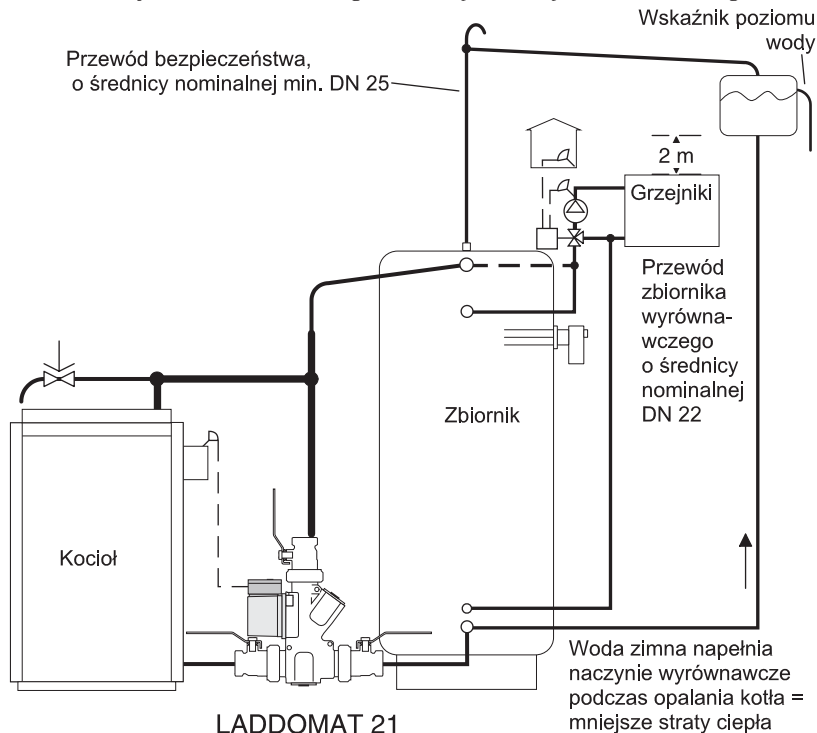 Wskaźnik poziomu
wody
Przewód bezpieczeństwa,
o średnicy nominalnej min. DN 25
2 m
Grzejniki
Przewód
zbiornika
wyrówna-
wczego
o średnicy
nominalnej
DN 22
Zbiornik
Kocioł
Woda zimna napełnia
naczynie wyrównawcze
podczas opalania kotła =
mniejsze straty ciepła
LADDOMAT 21